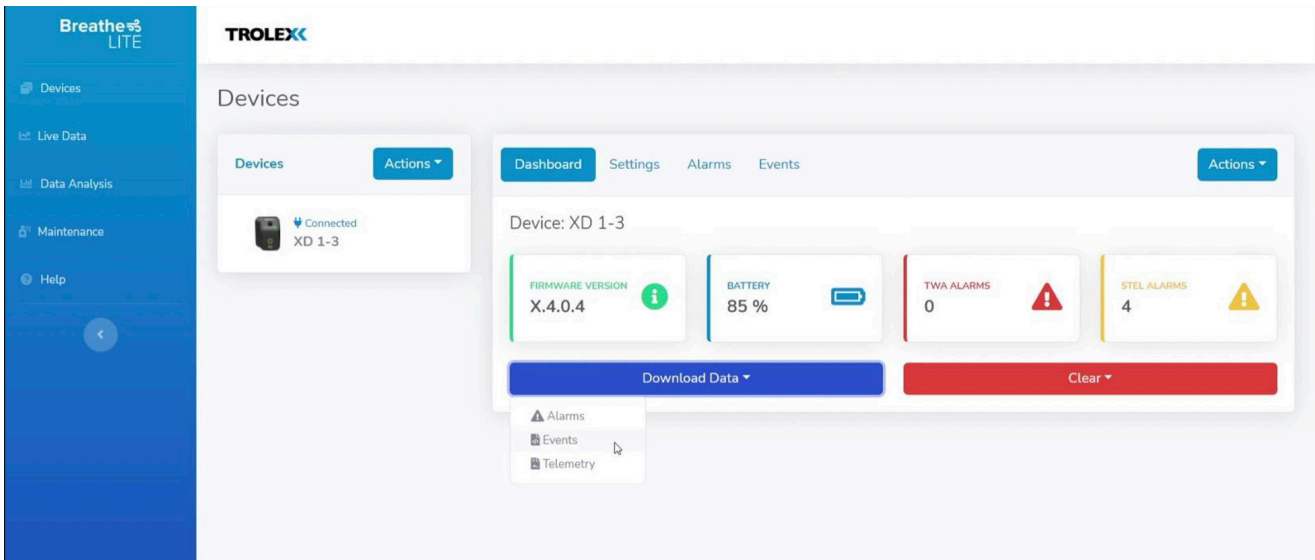 Breathe
LITE
TROLEX
Devices
Live Data
Data Analysis
Maintenance
Help
Devices
Devices
Actions
Connected
XD 1-3
Dashboard
Settings
Alarms
Events
Actions
Device: XD 1-3
FIRMWARE VERSION
X.4.0.4
BATTERY
85 %
TWA ALARMS
0
STEL ALARMS
4
Download Data
Clear
Alarms
Events
Telemetry